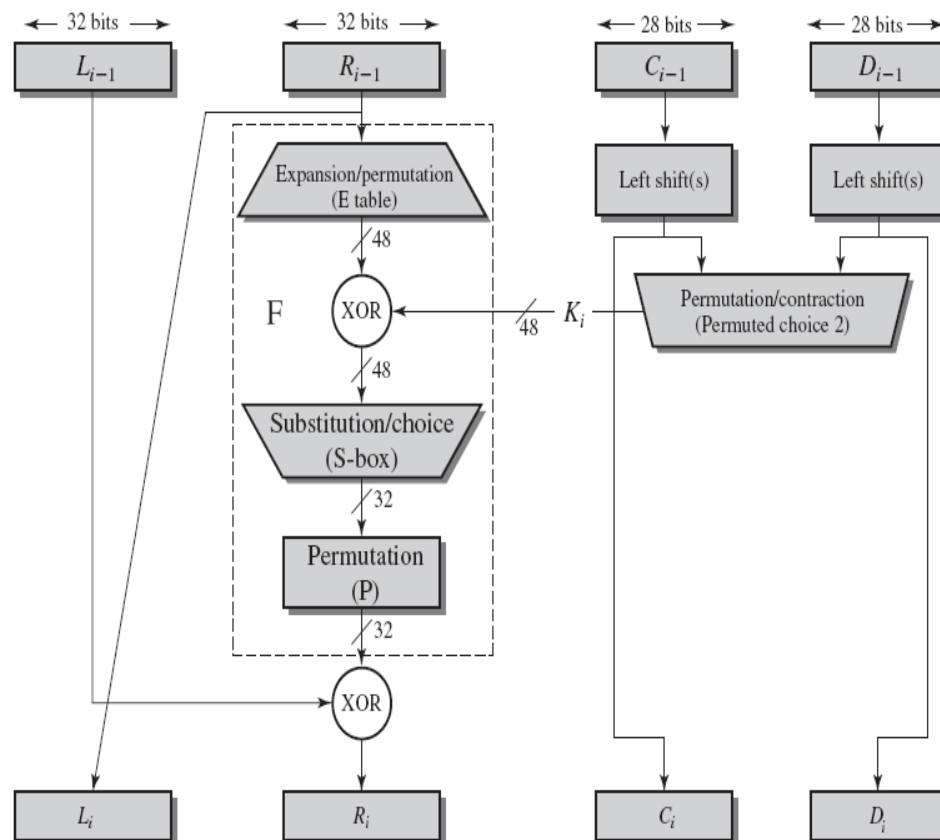 32 bits
32 bits
28 bits
28 bits
L_{i-1}
R_{i-1}
C_{i-1}
D_{i-1}
Expansion/permutation
(E table)
Left shift(s)
Left shift(s)
48
F
XOR
48
K_i
Permutation/contraction
(Permuted choice 2)
48
Substitution/choice
(S-box)
32
Permutation
(P)
32
XOR
L_i
R_i
C_i
D_i